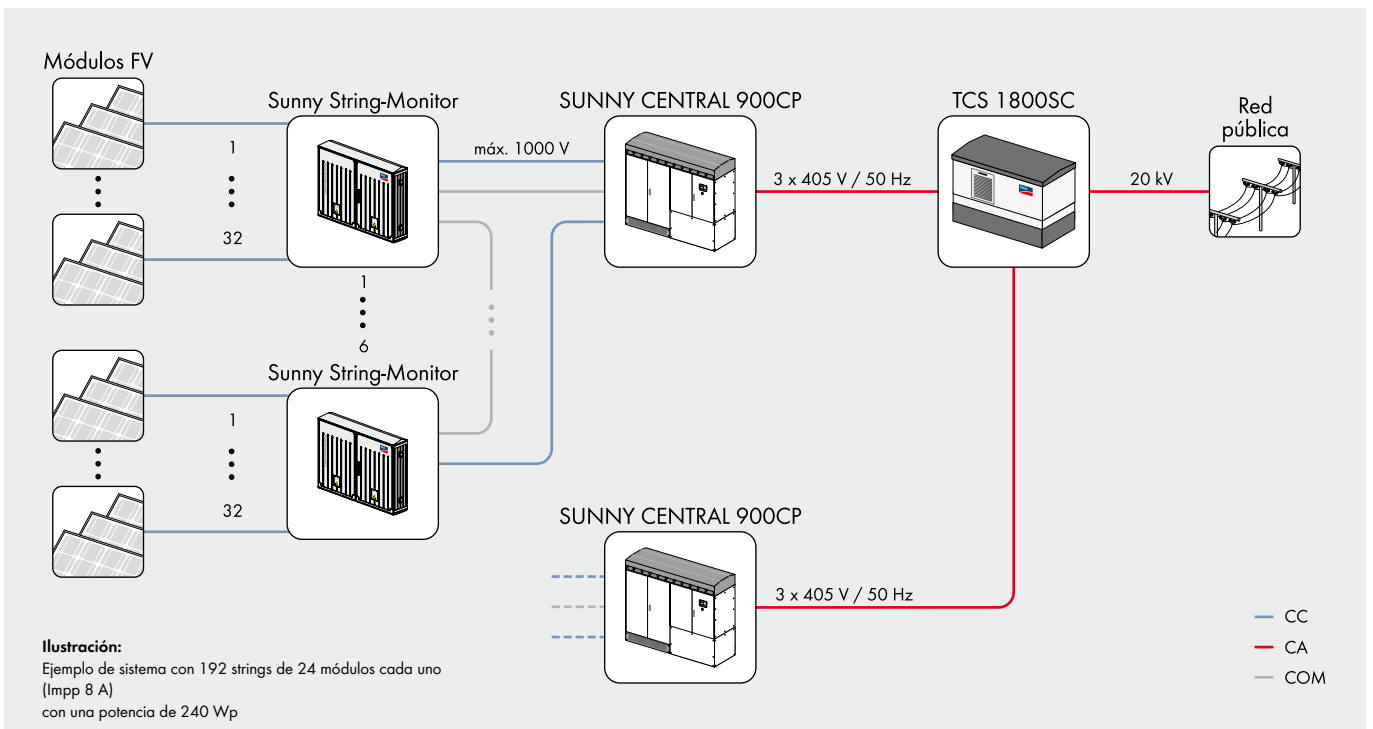 Módulos FV
Sunny String-Monitor
SUNNY CENTRAL 900CP
TCS 1800SC
Red
pública
1
32
máx. 1000 V
3 x 405 V / 50 Hz
20 kV
1
6
Sunny String-Monitor
1
32
SUNNY CENTRAL 900CP
3 x 405 V / 50 Hz
CC
CA
COM
Ilustración:
Ejemplo de sistema con 192 strings de 24 módulos cada uno
(Impp 8 A)
con una potencia de 240 Wp